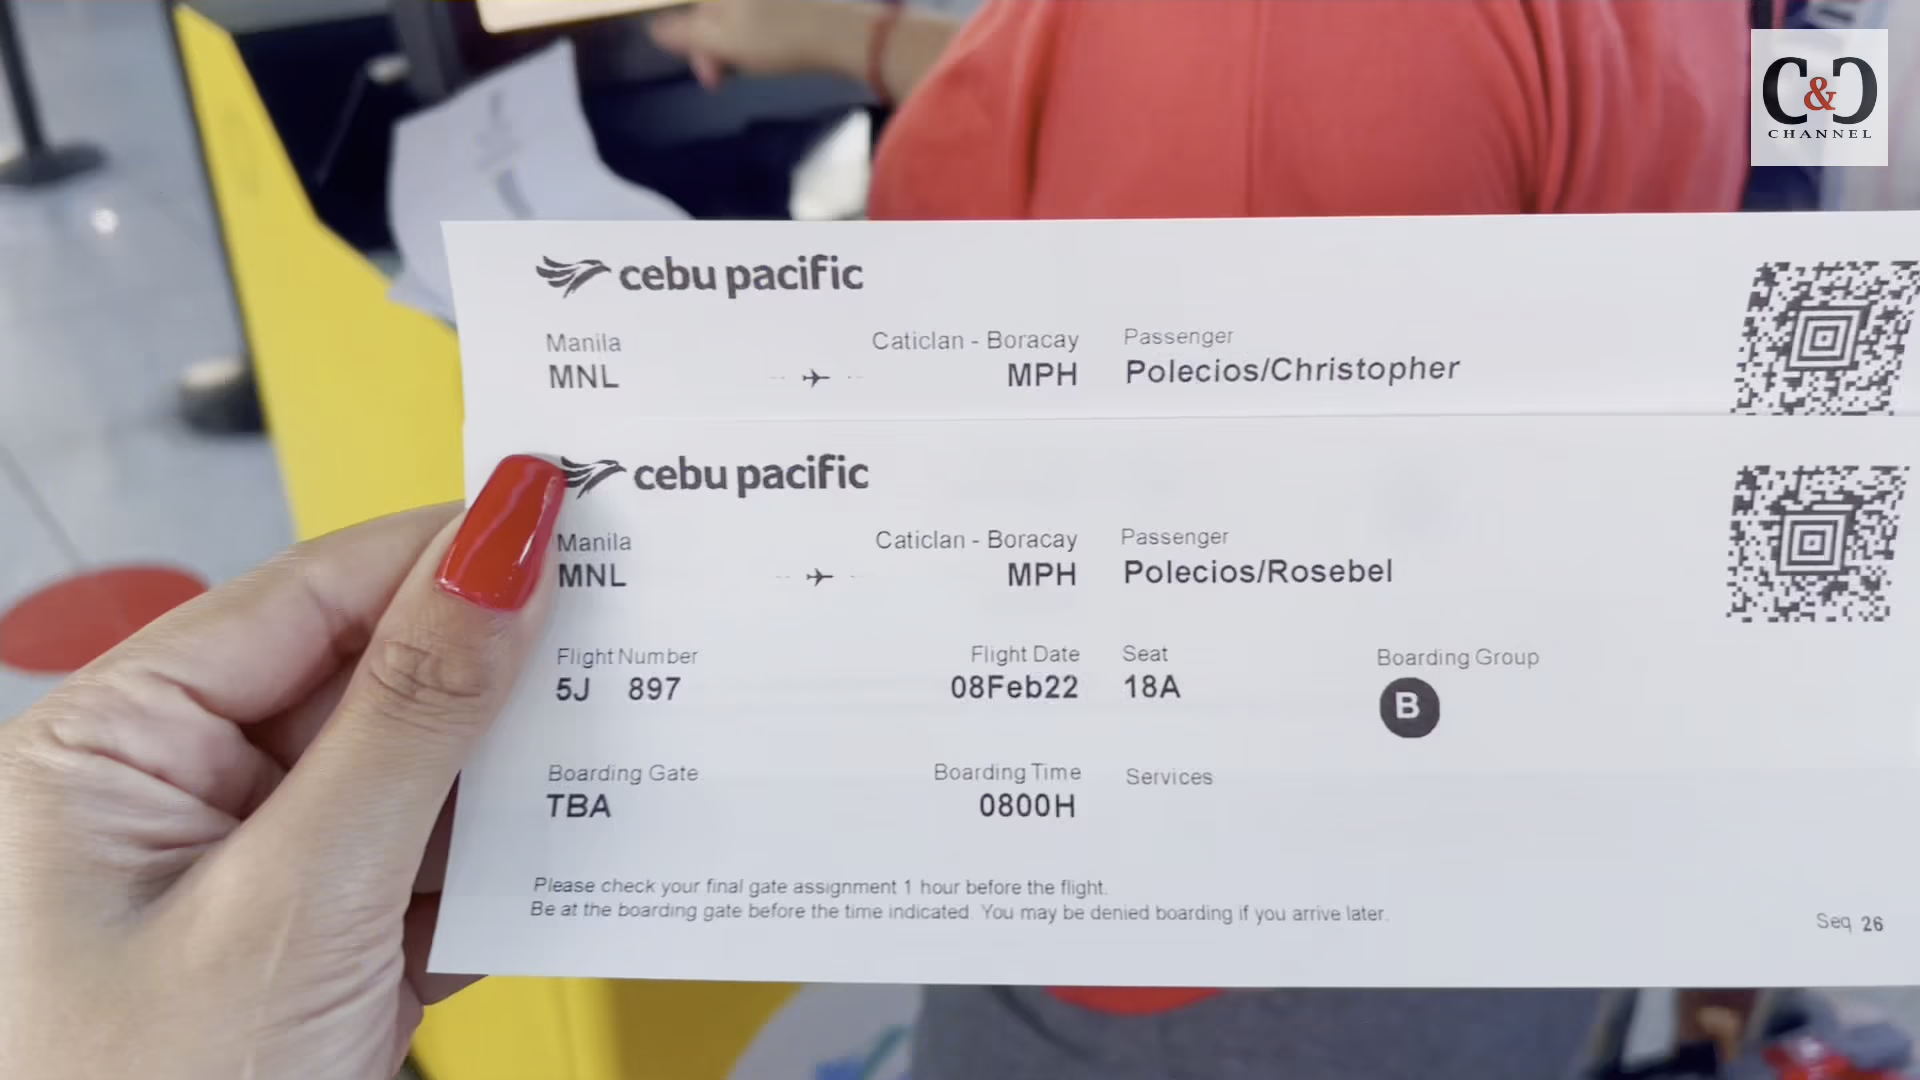 C&C
CHANNEL
cebu pacific
Manila Caticlan - Boracay Passenger
MNL MPH Polecios/Christopher
cebu pacific
Manila Caticlan - Boracay Passenger
MNL MPH Polecios/Rosebel
Flight Number Flight Date Seat Boarding Group
5J 897 08Feb22 18A B
Boarding Gate Boarding Time Services
TBA 0800H
Please check your final gate assignment 1 hour before the flight.
Be at the boarding gate before the time indicated. You may be denied boarding if you arrive later.
Seq 26